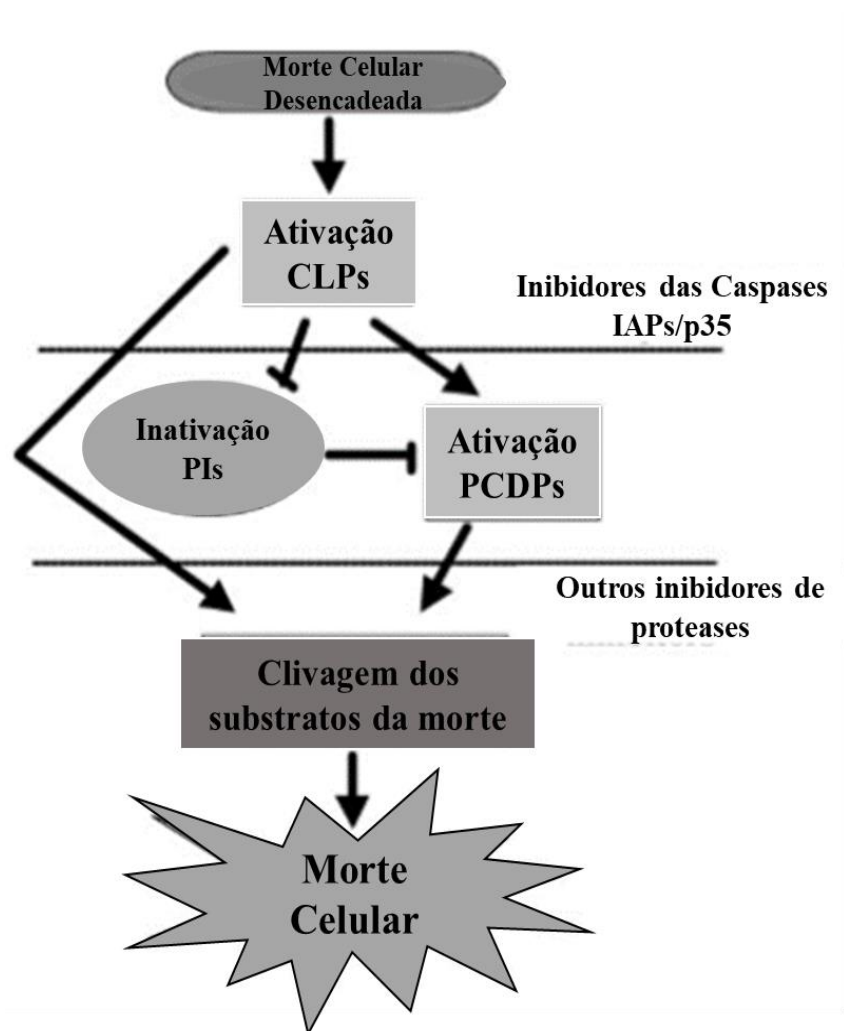 Morte Celular
Desencadeada
Ativação
CLPs
Inibidores das Caspases
IAPs/p35
Inativação
PIs
Ativação
PCDPs
Outros inibidores de
proteases
Clivagem dos
substratos da morte
Morte
Celular